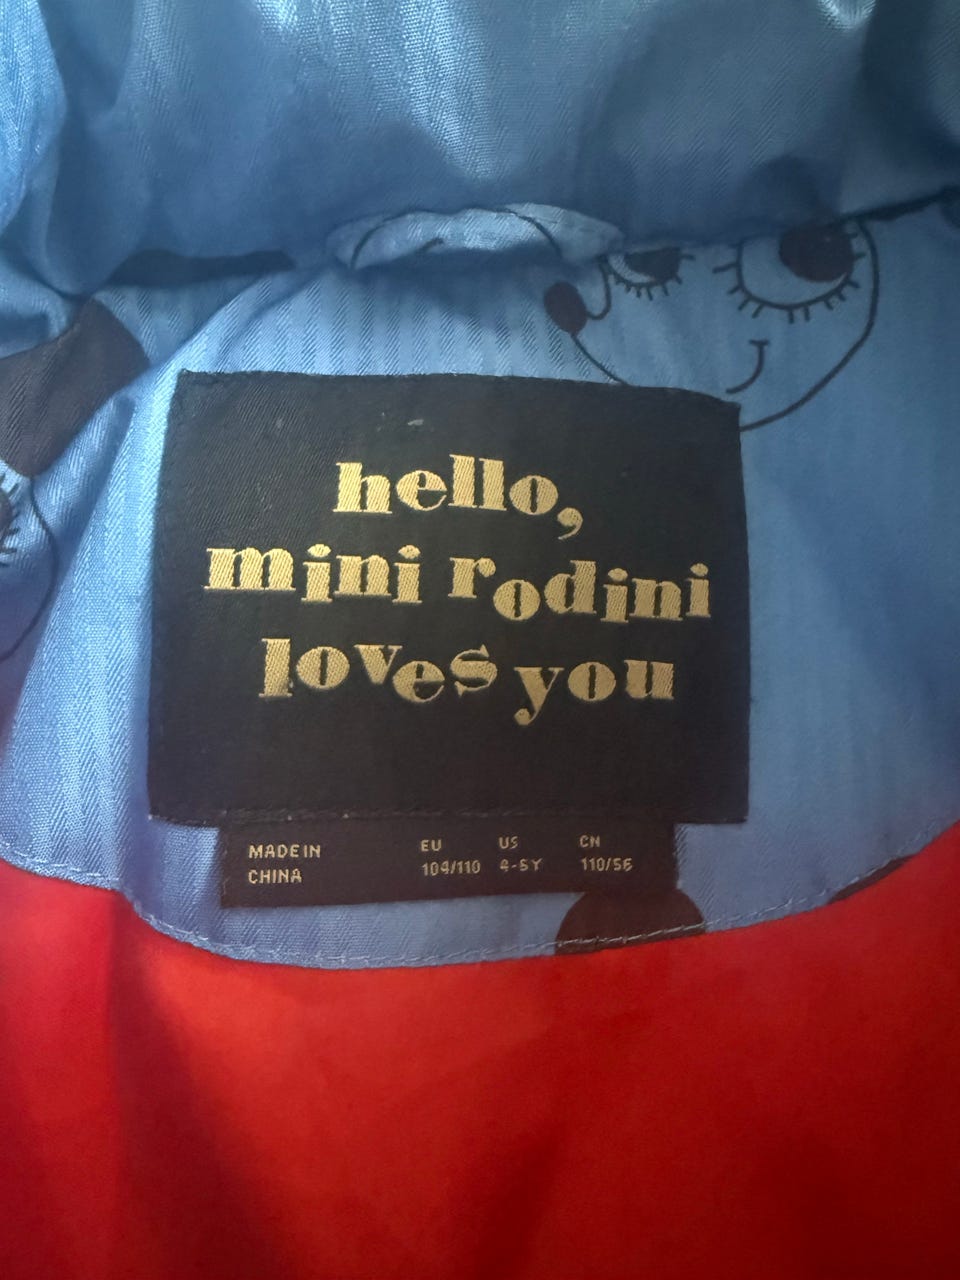 hello,
mini rodini
loves you
MADE IN
CHINA
EU
104/110
US
4-5Y
CN
110/56